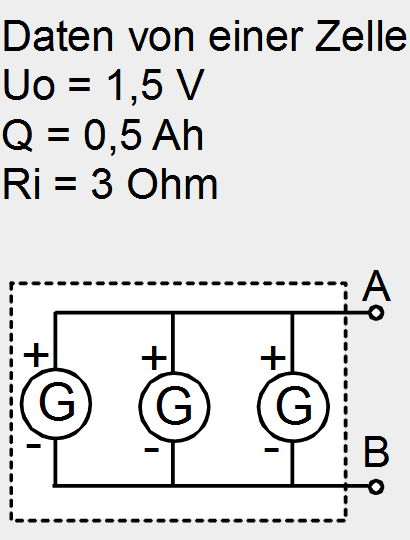 Daten von einer Zelle
Uo = 1,5 V
Q = 0,5 Ah
Ri = 3 Ohm
A
+ + +
G G G
- - -
B